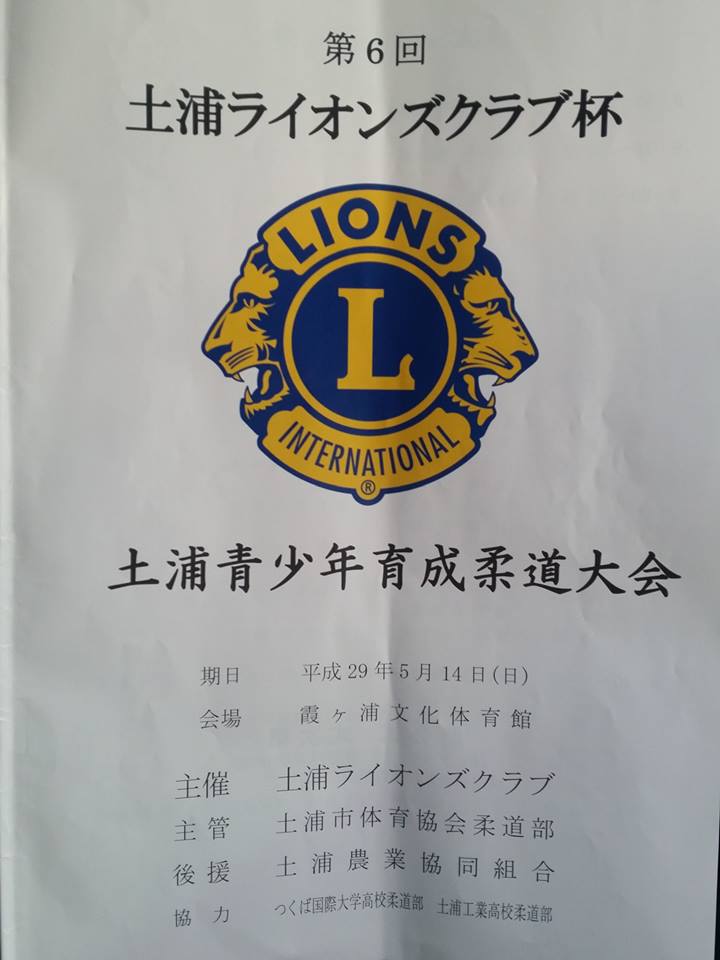 第6回
土浦ライオンズクラブ杯
LIONS
L
INTERNATIONAL
®
土浦青少年育成柔道大会
期日 平成29年5月14日(日)
会場 霞ヶ浦文化体育館
主催 土浦ライオンズクラブ
主管 土浦市体育協会柔道部
後援 土浦農業協同組合
協力 つくば国際大学高校柔道部 土浦工業高校柔道部